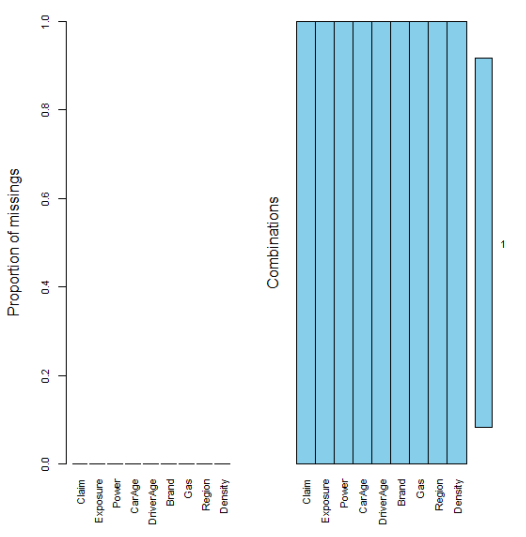 Proportion of missings
1.0
0.8
0.6
0.4
0.2
0.0
Claim
Exposure
Power
CarAge
DriverAge
Brand
Gas
Region
Density
Combinations
Claim
Exposure
Power
CarAge
DriverAge
Brand
Gas
Region
Density
1